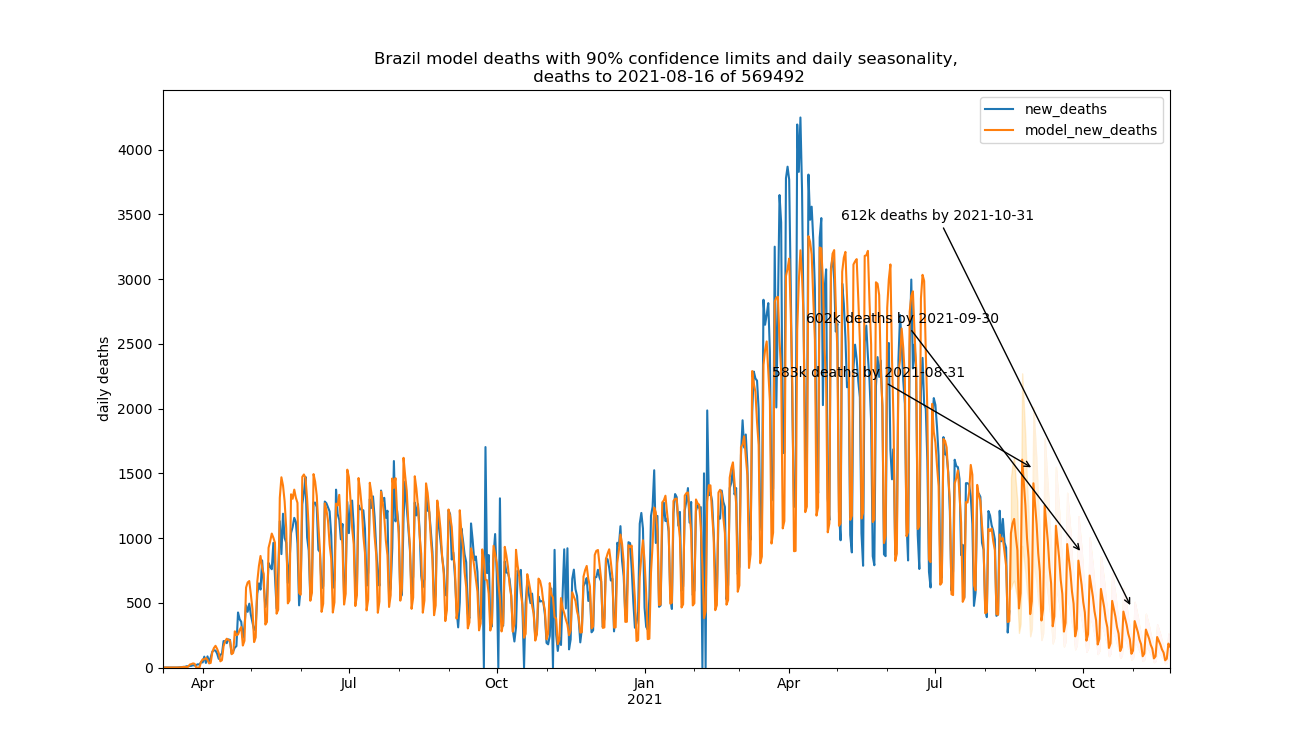 Brazil model deaths with 90% confidence limits and daily seasonality,
deaths to 2021-08-16 of 569492
new_deaths
model_new_deaths
4000
3500
3000
2500
2000
1500
1000
500
0
daily deaths
612k deaths by 2021-10-31
602k deaths by 2021-09-30
583k deaths by 2021-08-31
Apr
Jul
Oct
Jan
2021
Apr
Jul
Oct